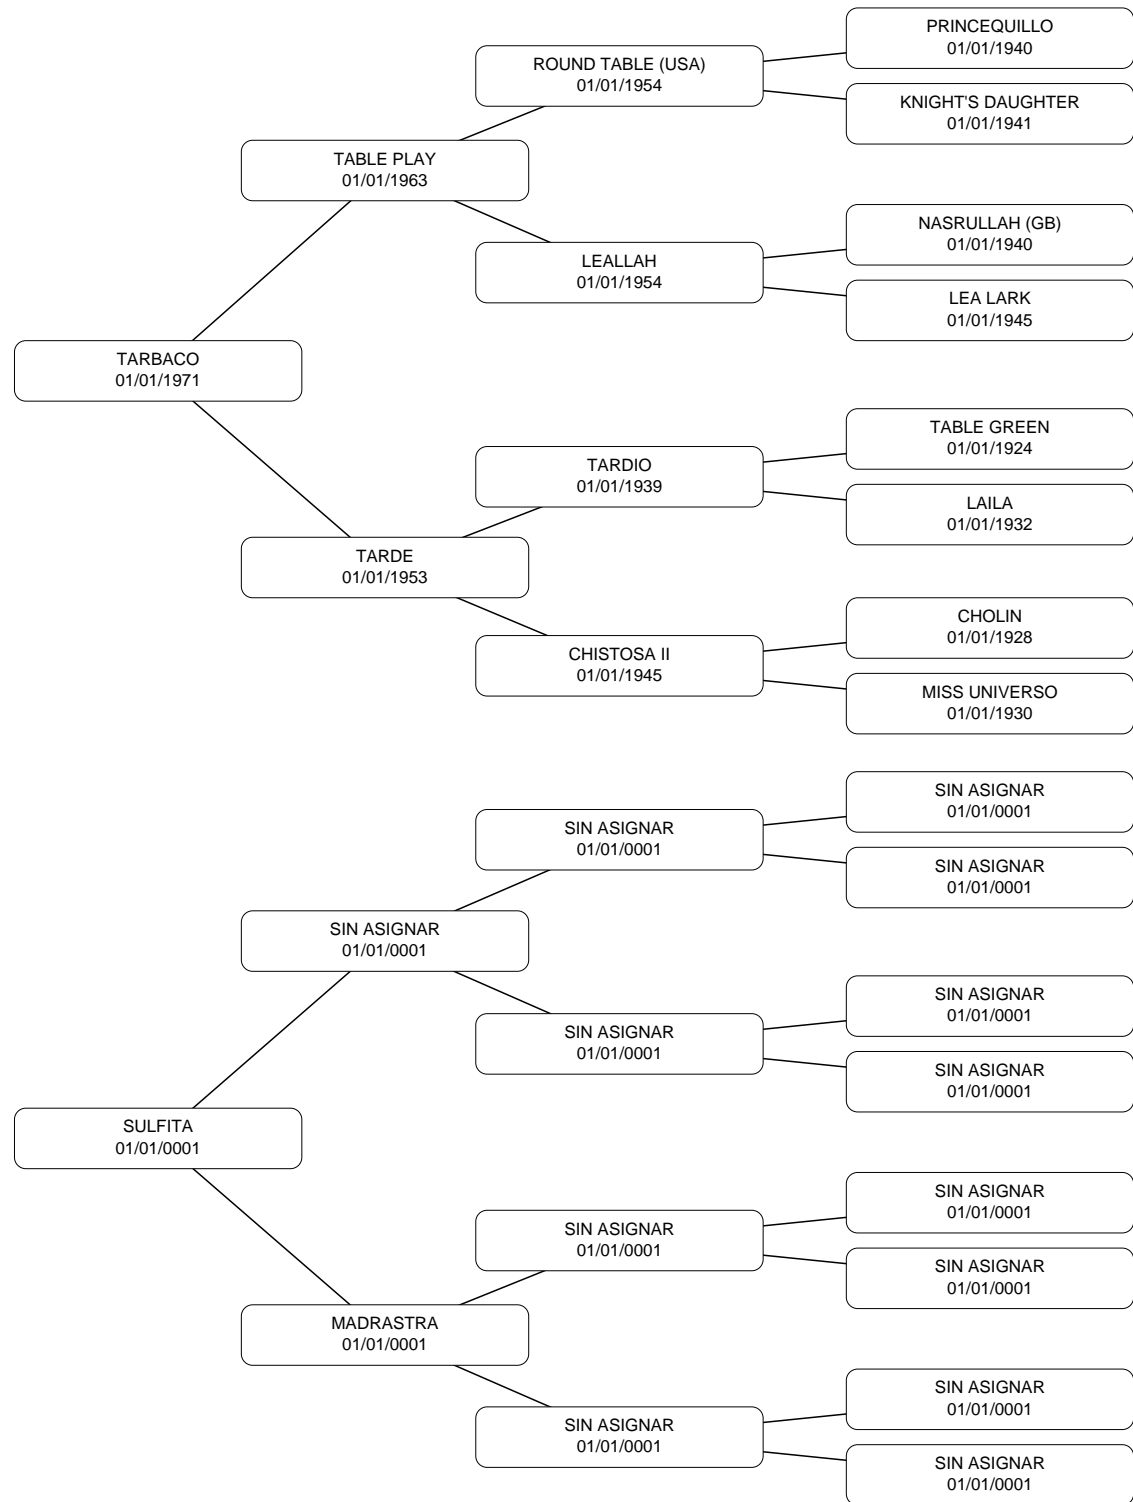 PRINCEQUILLO
01/01/1940
ROUND TABLE (USA)
01/01/1954
KNIGHT'S DAUGHTER
01/01/1941
TABLE PLAY
01/01/1963
NASRULLAH (GB)
01/01/1940
LEALLAH
01/01/1954
LEA LARK
01/01/1945
TARBACO
01/01/1971
TABLE GREEN
01/01/1924
TARDIO
01/01/1939
LAILA
01/01/1932
TARDE
01/01/1953
CHOLIN
01/01/1928
CHISTOSA II
01/01/1945
MISS UNIVERSO
01/01/1930
SIN ASIGNAR
01/01/0001
SIN ASIGNAR
01/01/0001
SIN ASIGNAR
01/01/0001
SIN ASIGNAR
01/01/0001
SIN ASIGNAR
01/01/0001
SIN ASIGNAR
01/01/0001
SIN ASIGNAR
01/01/0001
SULFITA
01/01/0001
SIN ASIGNAR
01/01/0001
SIN ASIGNAR
01/01/0001
SIN ASIGNAR
01/01/0001
MADRASTRA
01/01/0001
SIN ASIGNAR
01/01/0001
SIN ASIGNAR
01/01/0001
SIN ASIGNAR
01/01/0001